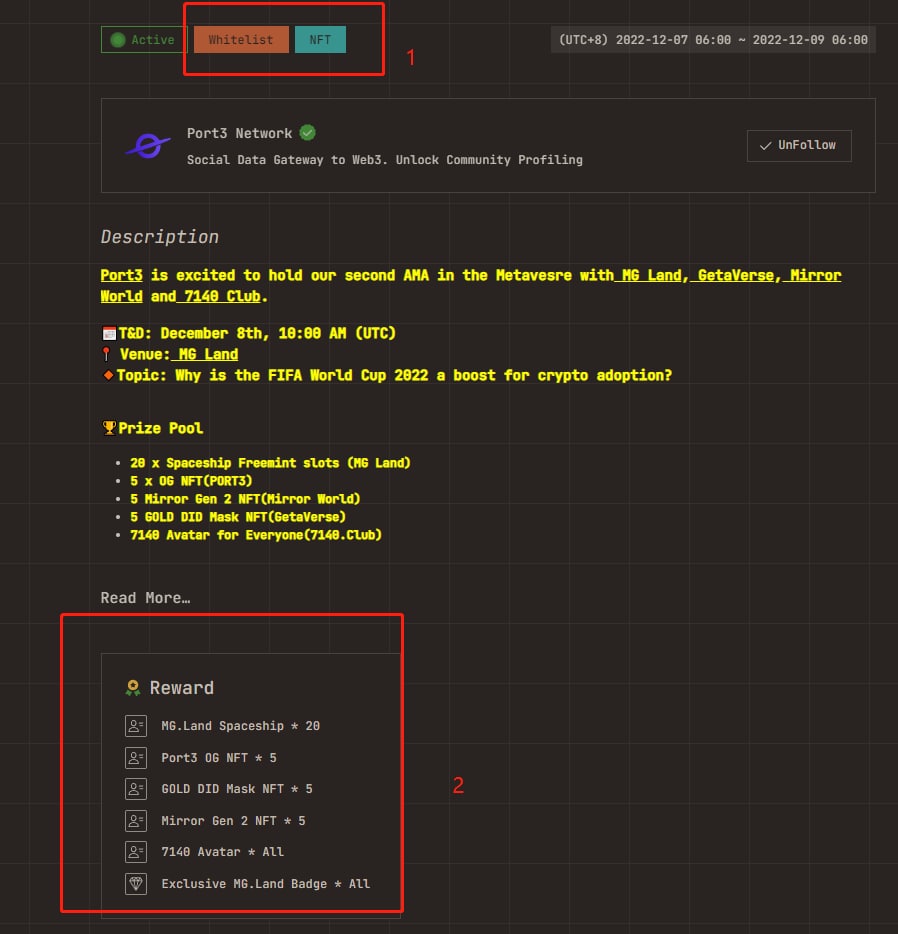 Active Whitelist NFT 1 (UTC+8) 2022-12-07 06:00 ~ 2022-12-09 06:00
Port3 Network
Social Data Gateway to Web3. Unlock Community Profiling
UnFollow
Description
Port3 is excited to hold our second AMA in the Metavesre with MG Land, GetaVerse, Mirror
World and 7140 Club.
T&D: December 8th, 10:00 AM (UTC)
Venue: MG Land
Topic: Why is the FIFA World Cup 2022 a boost for crypto adoption?
Prize Pool
• 20 x Spaceship Freemint slots (MG Land)
• 5 x OG NFT(PORT3)
• 5 Mirror Gen 2 NFT(Mirror World)
• 5 GOLD DID Mask NFT(GetaVerse)
• 7140 Avatar for Everyone(7140.Club)
Read More…
Reward
MG.Land Spaceship * 20
Port3 OG NFT * 5
GOLD DID Mask NFT * 5
2
Mirror Gen 2 NFT * 5
7140 Avatar * All
Exclusive MG.Land Badge * All